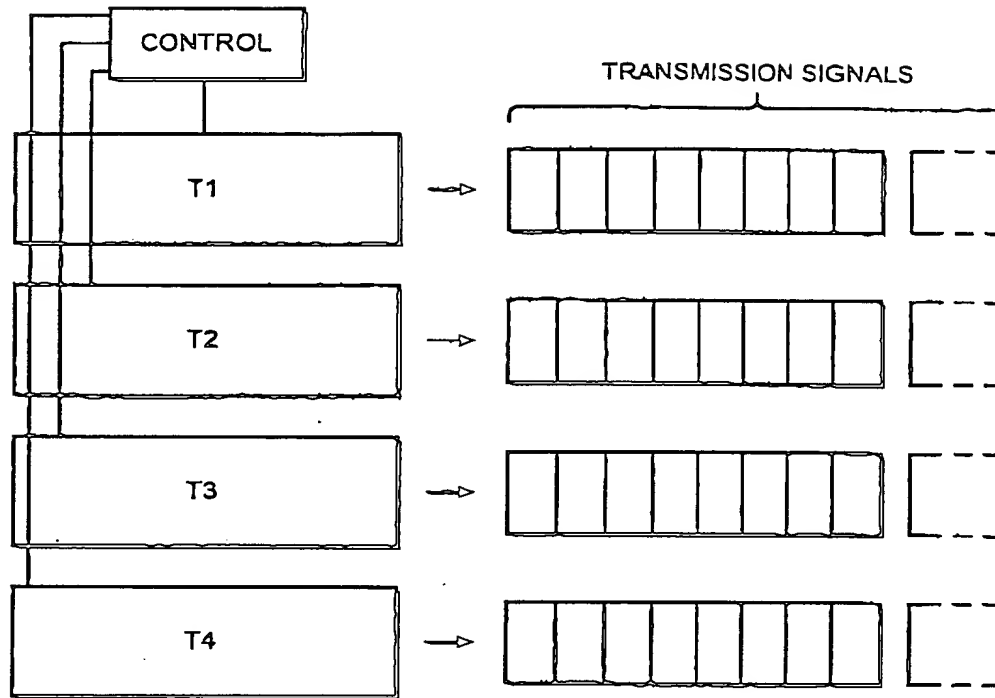 CONTROL
TRANSMISSION SIGNALS
T1
T2
T3
T4